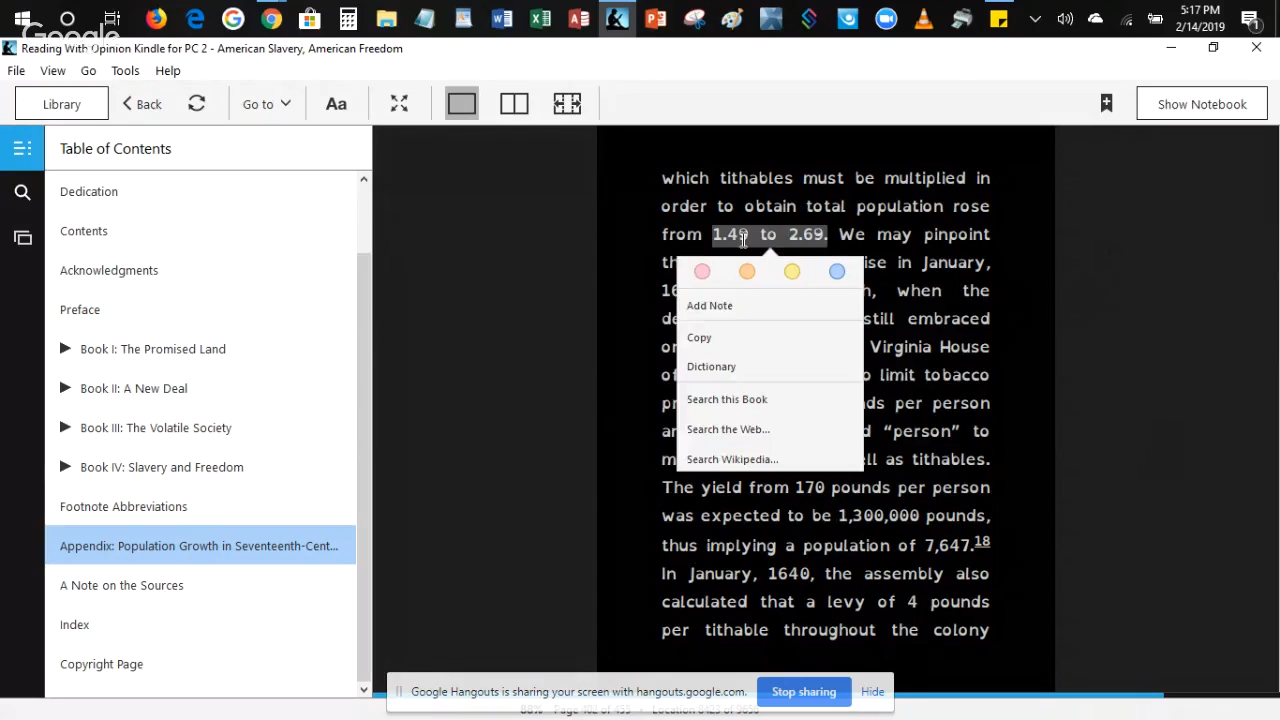 5:17 PM
2/14/2019
1
Google
Reading With Opinion Kindle for PC 2 - American Slavery, American Freedom
File View Go Tools Help
Library Back Go to Aa Show Notebook
Table of Contents
Dedication
Contents
Acknowledgments
Preface
Book I: The Promised Land
Book II: A New Deal
Book III: The Volatile Society
Book IV: Slavery and Freedom
Footnote Abbreviations
Appendix: Population Growth in Seventeenth-Cent...
A Note on the Sources
Index
Copyright Page
which tithables must be multiplied in
order to obtain total population rose
from 1.49 to 2.69. We may pinpoint
in January,
when the
still embraced
Virginia House
limit tobacco
per person
“person” to
as tithables.
The yield from 170 pounds per person
was expected to be 1,300,000 pounds,
thus implying a population of 7,647.18
In January, 1640, the assembly also
calculated that a levy of 4 pounds
per tithable throughout the colony
Add Note
Copy
Dictionary
Search this Book
Search the Web...
Search Wikipedia...
Google Hangouts is sharing your screen with hangouts.google.com. Stop sharing Hide